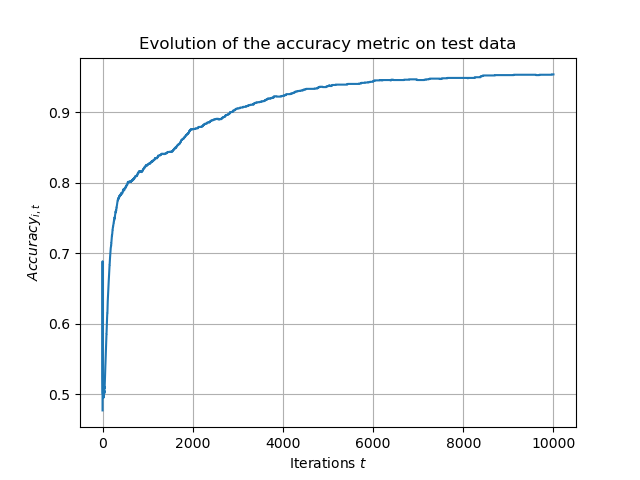 Evolution of the accuracy metric on test data
0.9
0.8
0.7
0.6
0.5
Accuracy_{i,t}
0 2000 4000 6000 8000 10000
Iterations t